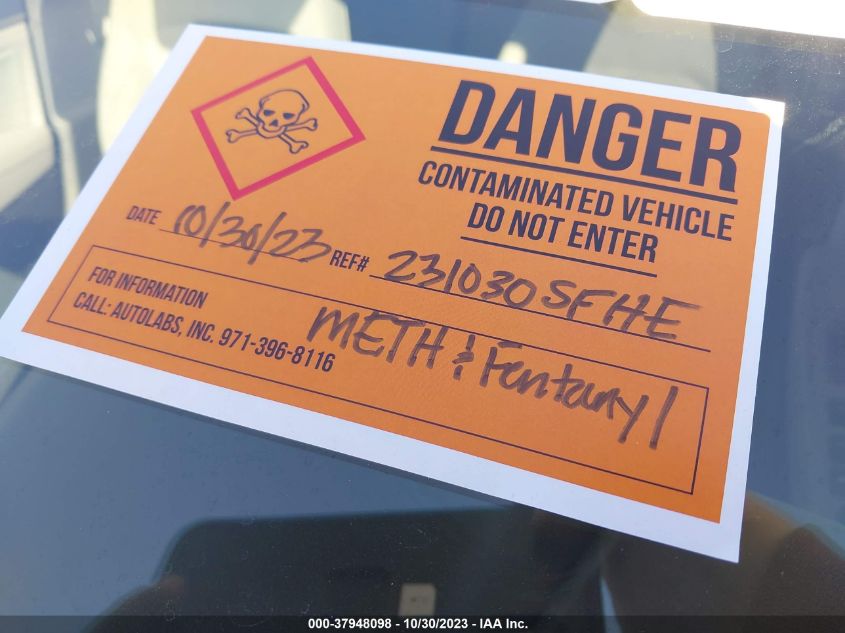 DANGER
CONTAMINATED VEHICLE
DO NOT ENTER
DATE 10/30/23 REF# 231030SFHE
FOR INFORMATION
CALL: AUTOLABS, INC. 971-396-8116
METH & Fentanyl
000-37948098 - 10/30/2023 - IAA Inc.